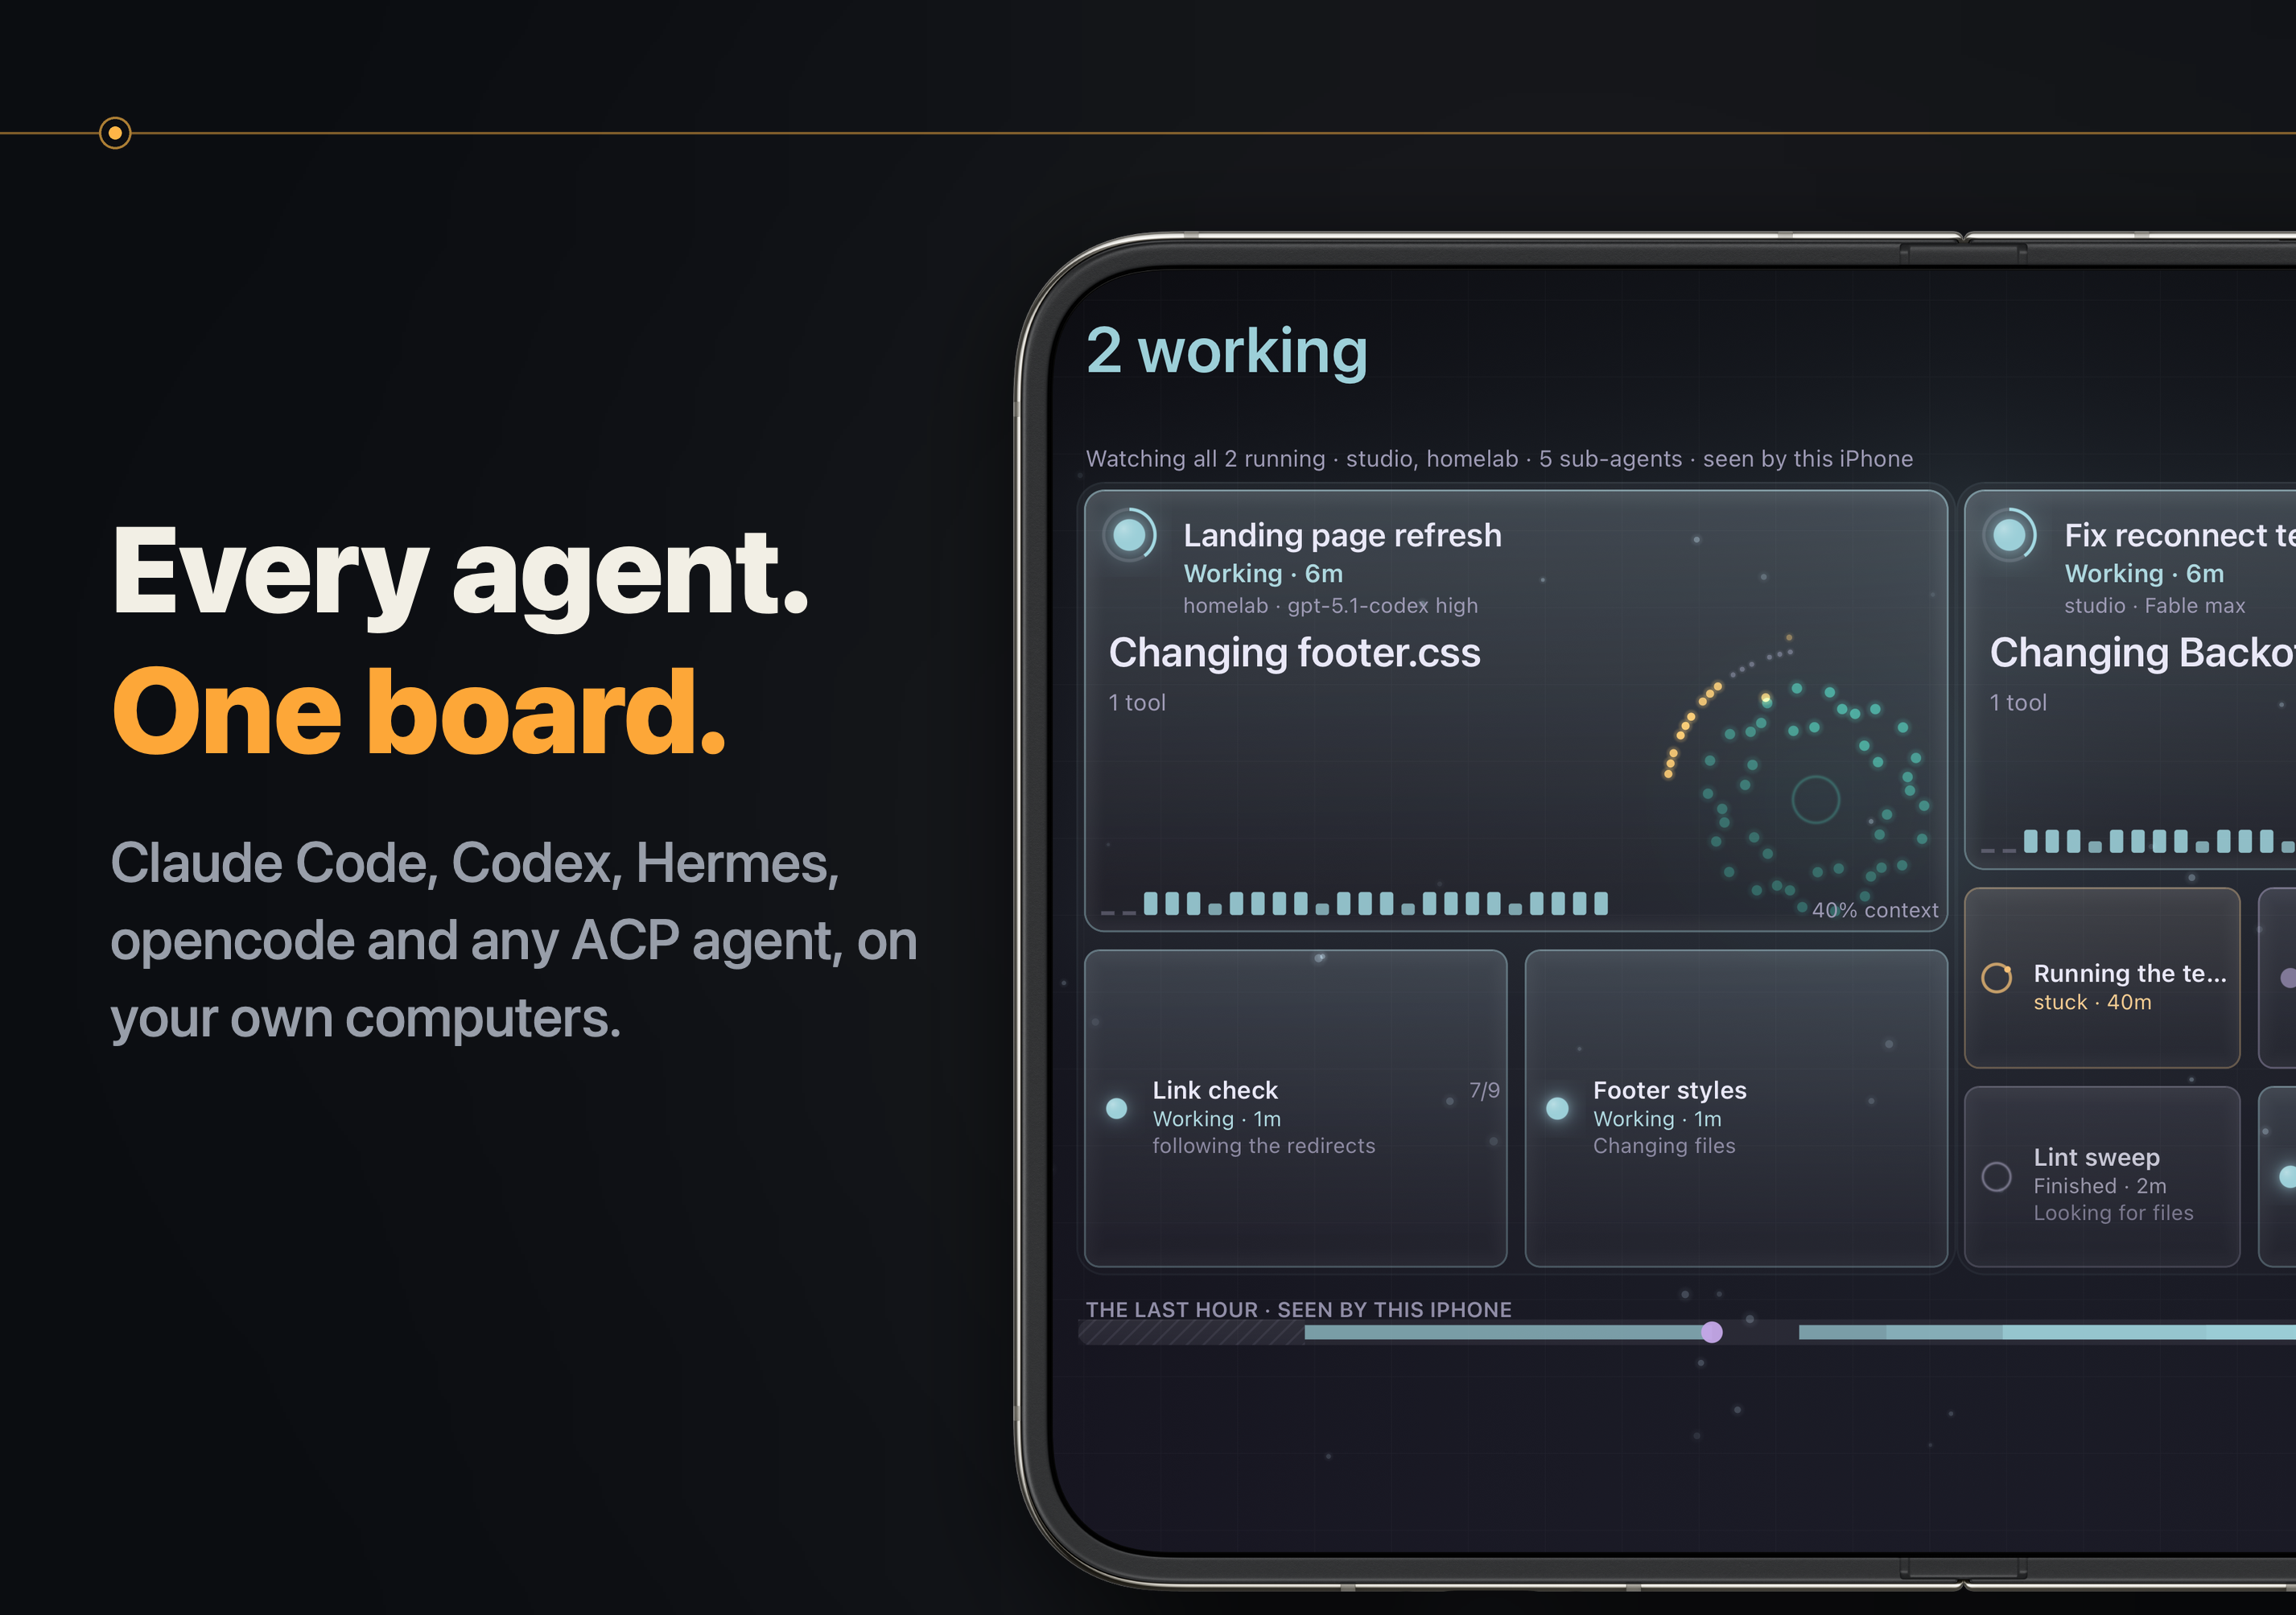 Every agent.
One board.
Claude Code, Codex, Hermes,
opencode and any ACP agent, on
your own computers.
2 working
Watching all 2 running · studio, homelab · 5 sub-agents · seen by this iPhone
Landing page refresh
Working · 6m
homelab · gpt-5.1-codex high
Changing footer.css
1 tool
40% context
Fix reconnect te
Working · 6m
studio · Fable max
Changing Backo
1 tool
Link check
7/9
Working · 1m
following the redirects
Footer styles
Working · 1m
Changing files
Running the te...
stuck · 40m
Lint sweep
Finished · 2m
Looking for files
THE LAST HOUR · SEEN BY THIS IPHONE